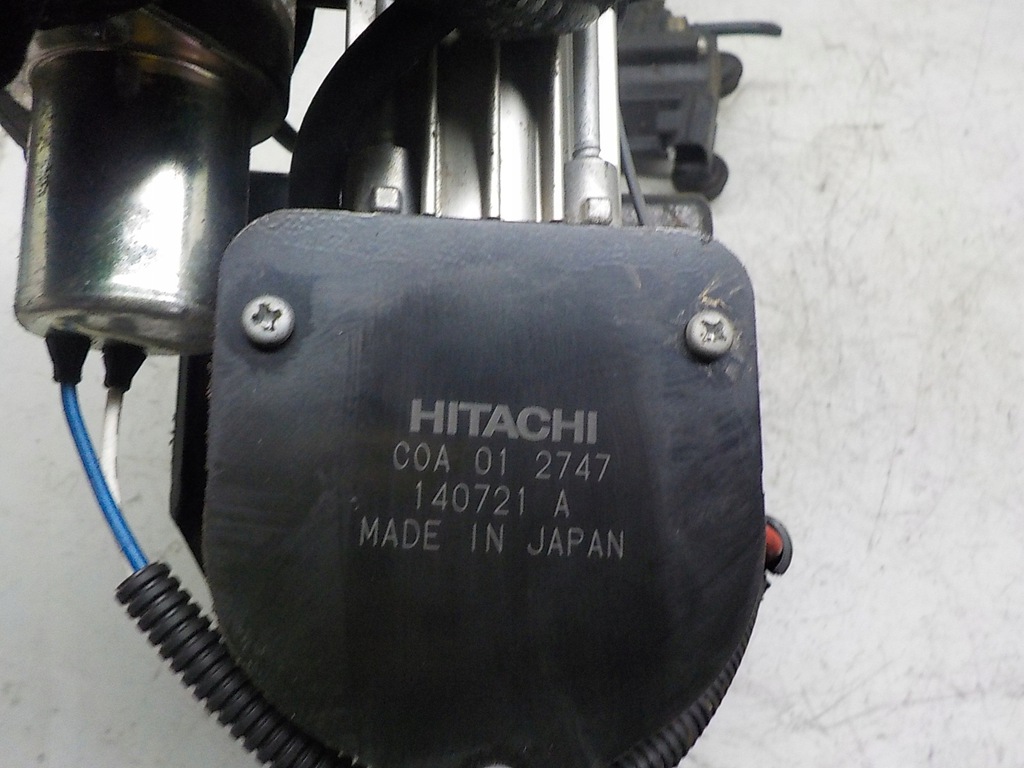 HITACHI
COA 01 2747
140721 A
MADE IN JAPAN